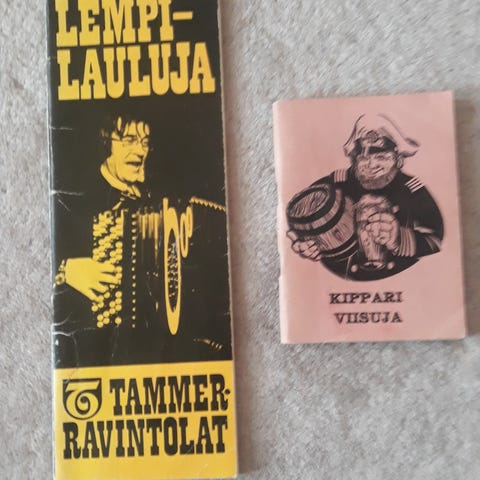 LEMPI-
LAULUJA
TAMMER-
RAVINTOLAT
KIPPARI
VIISUJA